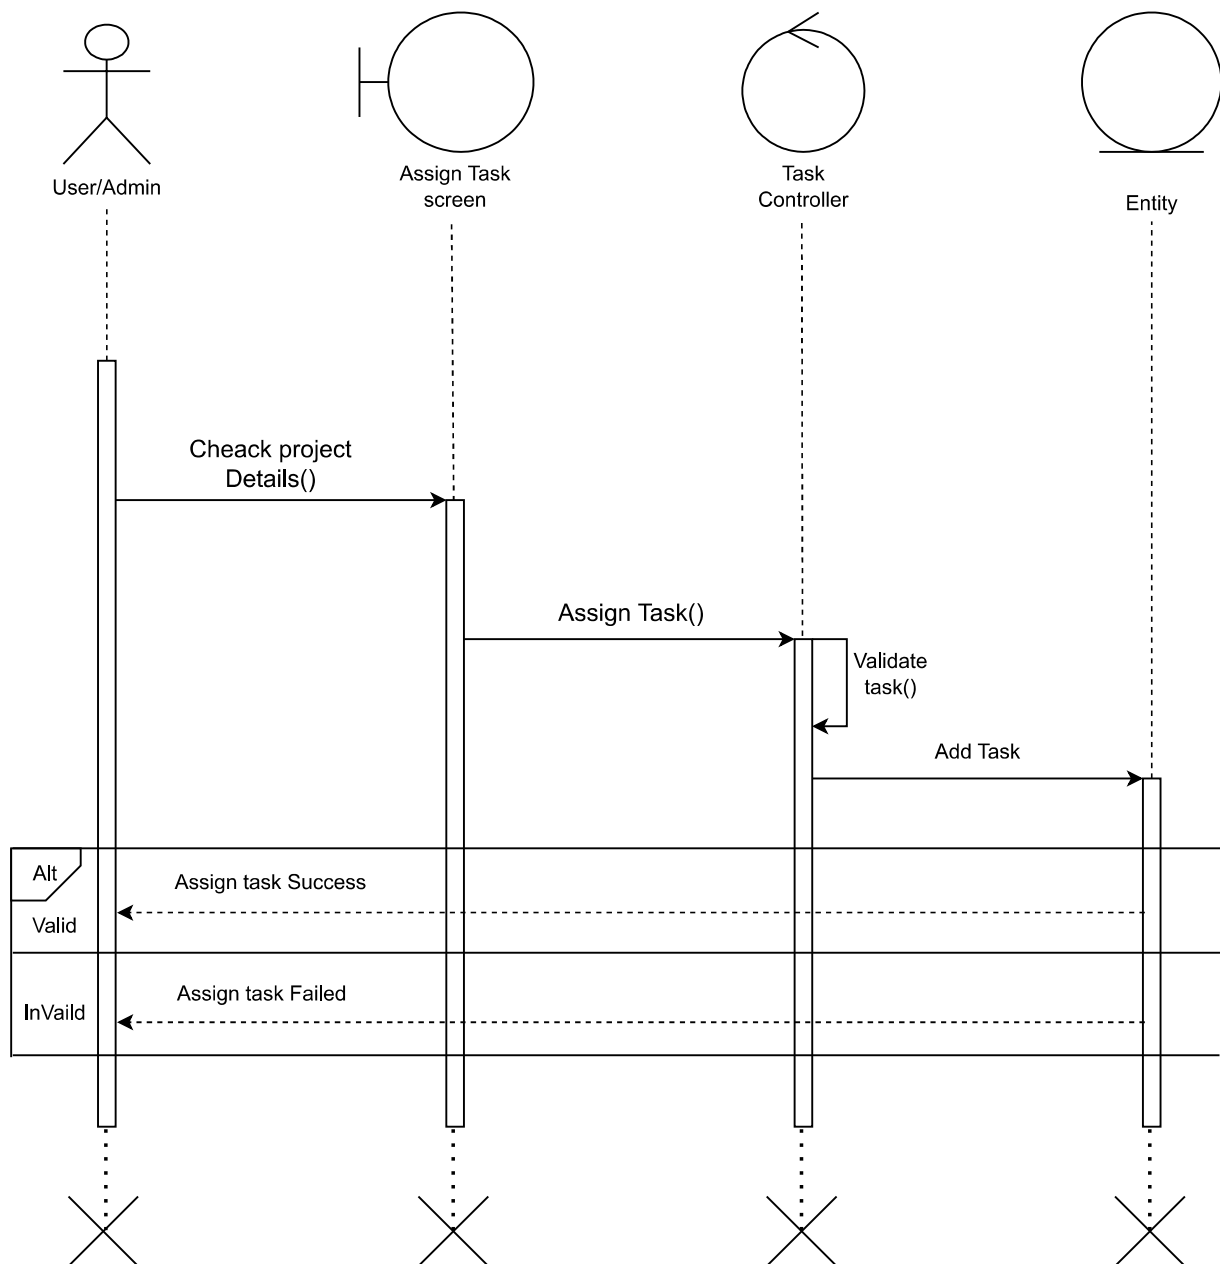 User/Admin
Assign Task
screen
Task
Controller
Entity
Cheack project
Details()
Assign Task()
Validate
task()
Add Task
Alt
Assign task Success
Valid
Assign task Failed
InVaild